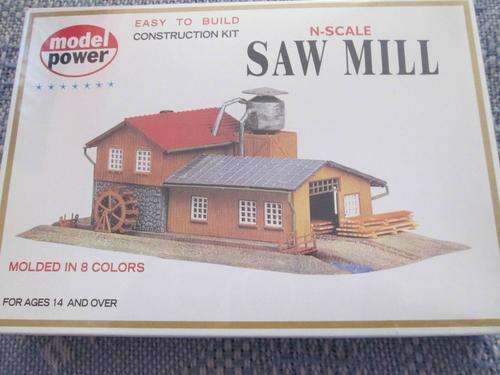 model
power
EASY TO BUILD
CONSTRUCTION KIT
N-SCALE
SAW MILL
MOLDED IN 8 COLORS
FOR AGES 14 AND OVER